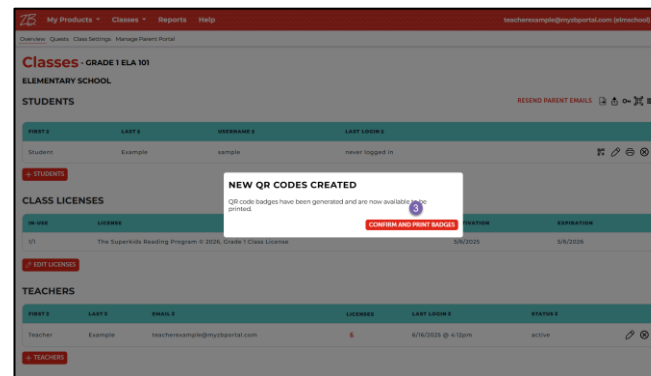 ZB My Products Classes Reports Help teacherexample@myzbportal.com (elmschool)
Overview Quests Class Settings Manage Parent Portal
Classes - GRADE 1 ELA 101
ELEMENTARY SCHOOL
STUDENTS RESEND PARENT EMAILS
FIRST LAST USERNAME LAST LOGIN
Student Example sample never logged in
+ STUDENTS
NEW QR CODES CREATED
QR code badges have been generated and are now available to be
printed.
3
CONFIRM AND PRINT BADGES
CLASS LICENSES
IN-USE LICENSE EXPIRATION
1/1 The Superkids Reading Program © 2026, Grade 1 Class License 5/6/2025 5/6/2026
EDIT LICENSES
TEACHERS
FIRST LAST EMAIL LICENSES LAST LOGIN STATUS
Teacher Example teacherexample@myzbportal.com 6/16/2025 @ 4:12pm active
+ TEACHERS